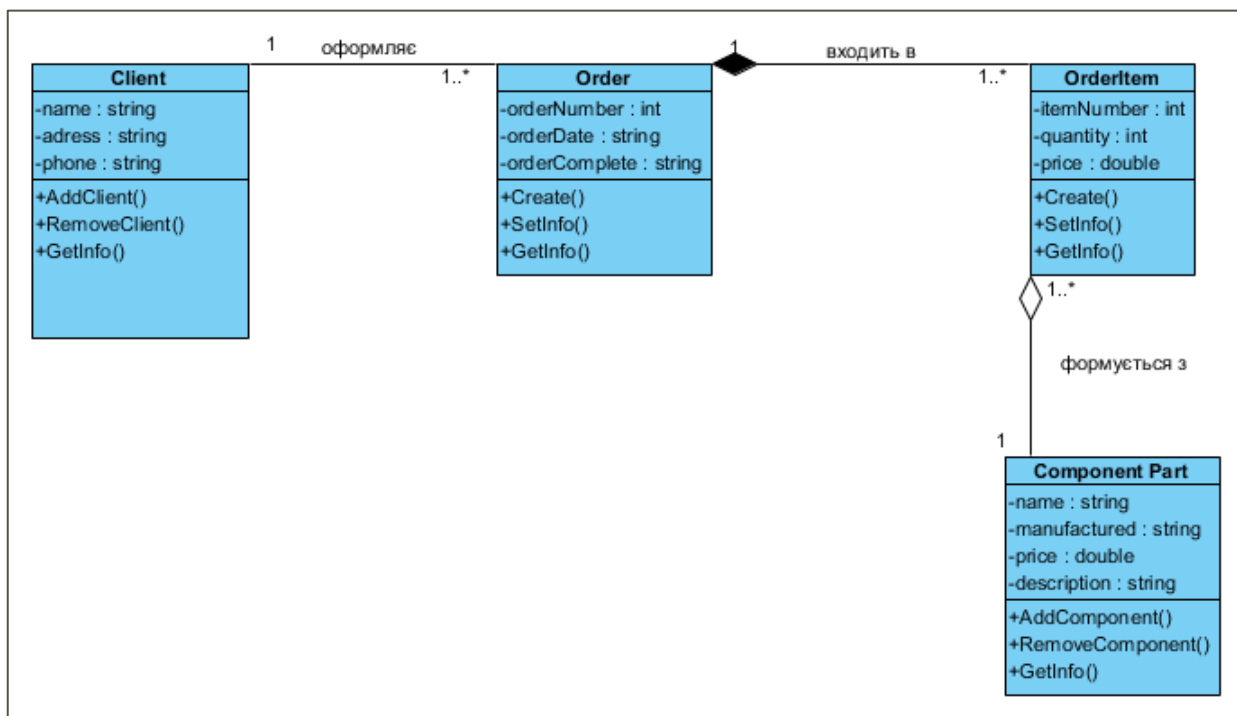 1 оформляє 1..*
1 входить в 1..*
Client
-name : string
-adress : string
-phone : string
+AddClient()
+RemoveClient()
+GetInfo()
Order
-orderNumber : int
-orderDate : string
-orderComplete : string
+Create()
+SetInfo()
+GetInfo()
OrderItem
-itemNumber : int
-quantity : int
-price : double
+Create()
+SetInfo()
+GetInfo()
1..*
формується з
1
Component Part
-name : string
-manufactured : string
-price : double
-description : string
+AddComponent()
+RemoveComponent()
+GetInfo()